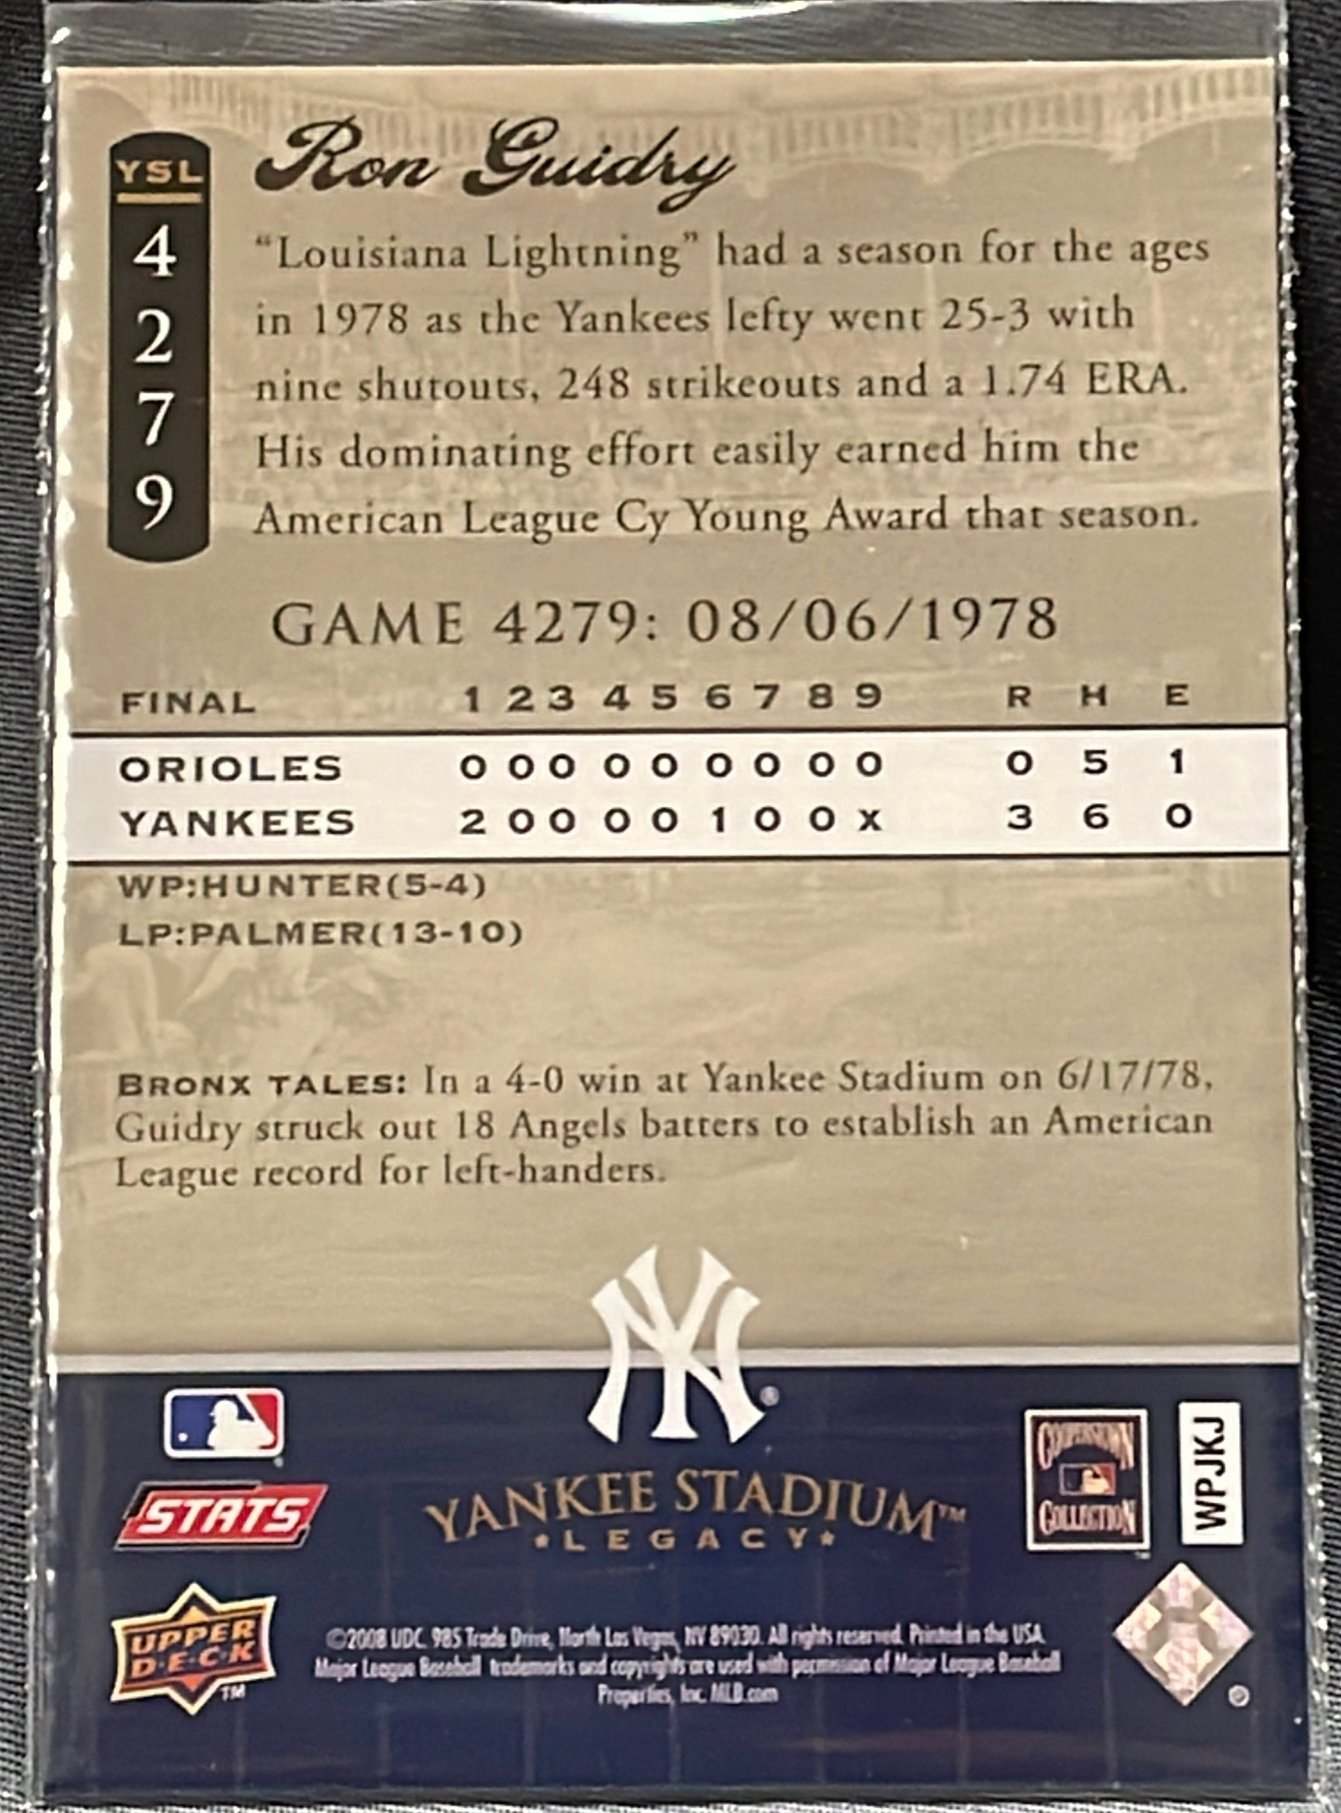 YSL
4
2
7
9
Ron Guidry
"Louisiana Lightning" had a season for the ages
in 1978 as the Yankees lefty went 25-3 with
nine shutouts, 248 strikeouts and a 1.74 ERA.
His dominating effort easily earned him the
American League Cy Young Award that season.
GAME 4279: 08/06/1978
FINAL 1 2 3 4 5 6 7 8 9 R H E
ORIOLES 0 0 0 0 0 0 0 0 0 0 5 1
YANKEES 2 0 0 0 0 1 0 0 X 3 6 0
WP:HUNTER(5-4)
LP:PALMER(13-10)
BRONX TALES: In a 4-0 win at Yankee Stadium on 6/17/78,
Guidry struck out 18 Angels batters to establish an American
League record for left-handers.
NY®
STATS
YANKEE STADIUM™
★LEGACY★
COOPERSTOWN
COLLECTION
WPJKJ
UPPER
D·E·C·K
TM
©2008 UDC. 985 Trade Drive, North Las Vegas, NV 89030. All rights reserved. Printed in the USA.
Major League Baseball trademarks and copyrights are used with permission of Major League Baseball
Properties, Inc. MLB.com